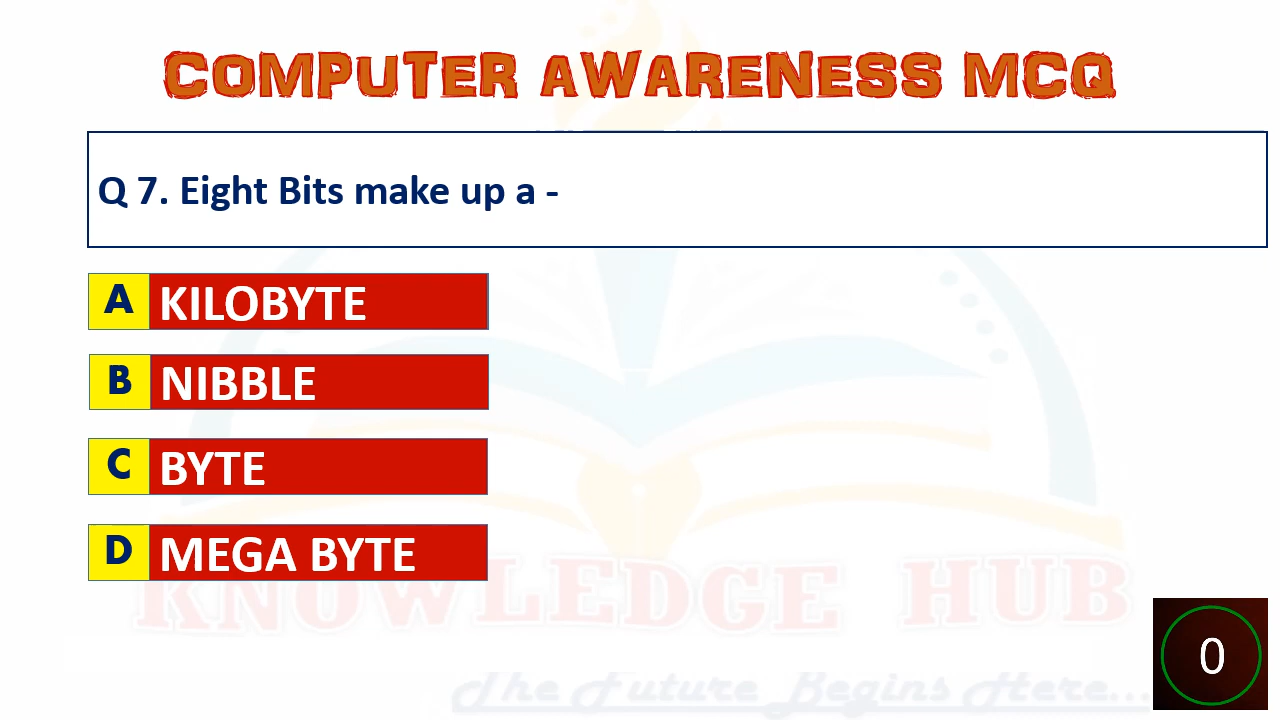 COMPUTER AWARENESS MCQ
Q 7. Eight Bits make up a -
A KILOBYTE
B NIBBLE
C BYTE
D MEGA BYTE
KNOWLEDGE HUB
0
The Future Begins Here...